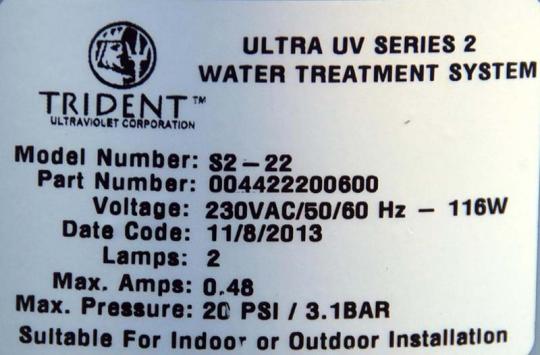 ULTRA UV SERIES 2
WATER TREATMENT SYSTEM
TRIDENT™
ULTRAVIOLET CORPORATION
Model Number: S2-22
Part Number: 004422200600
Voltage: 230VAC/50/60 Hz - 116W
Date Code: 11/8/2013
Lamps: 2
Max. Amps: 0.48
Max. Pressure: 20 PSI / 3.1BAR
Suitable For Indoor or Outdoor Installation